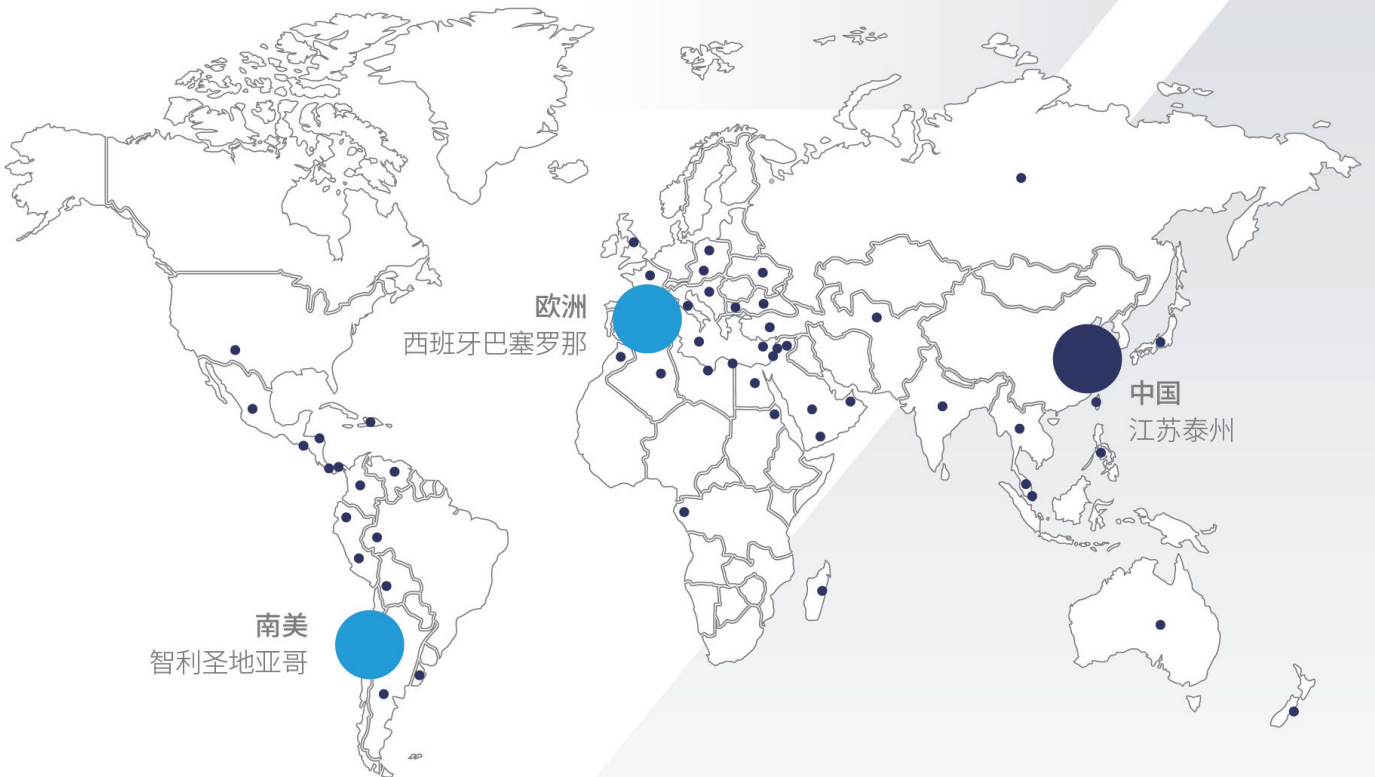 欧洲
西班牙巴塞罗那
中国
江苏泰州
南美
智利圣地亚哥